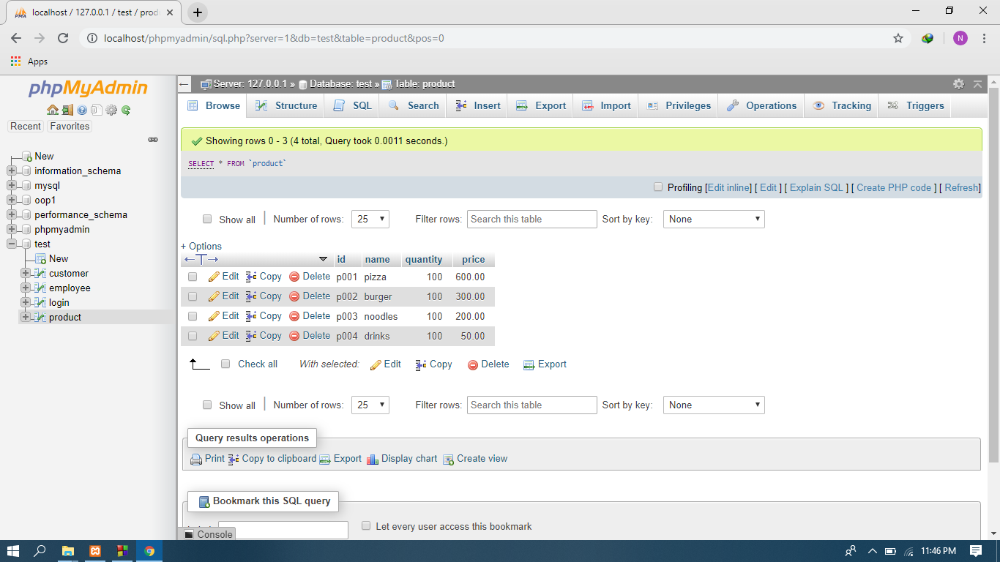 localhost / 127.0.0.1 / test / prod
localhost/phpmyadmin/sql.php?server=1&db=test&table=product&pos=0
N
Apps
phpMyAdmin
Recent Favorites
New
information_schema
mysql
oop1
performance_schema
phpmyadmin
test
New
customer
employee
login
product
Server: 127.0.0.1 » Database: test » Table: product
Browse Structure SQL Search Insert Export Import Privileges Operations Tracking Triggers
Showing rows 0 - 3 (4 total, Query took 0.0011 seconds.)
SELECT * FROM `product`
Profiling [Edit inline] [ Edit ] [ Explain SQL ] [ Create PHP code ] [ Refresh]
Show all Number of rows: 25 Filter rows: Search this table Sort by key: None
+ Options
id name quantity price
Edit Copy Delete p001 pizza 100 600.00
Edit Copy Delete p002 burger 100 300.00
Edit Copy Delete p003 noodles 100 200.00
Edit Copy Delete p004 drinks 100 50.00
Check all With selected: Edit Copy Delete Export
Show all Number of rows: 25 Filter rows: Search this table Sort by key: None
Query results operations
Print Copy to clipboard Export Display chart Create view
Bookmark this SQL query
Let every user access this bookmark
Console
11:46 PM